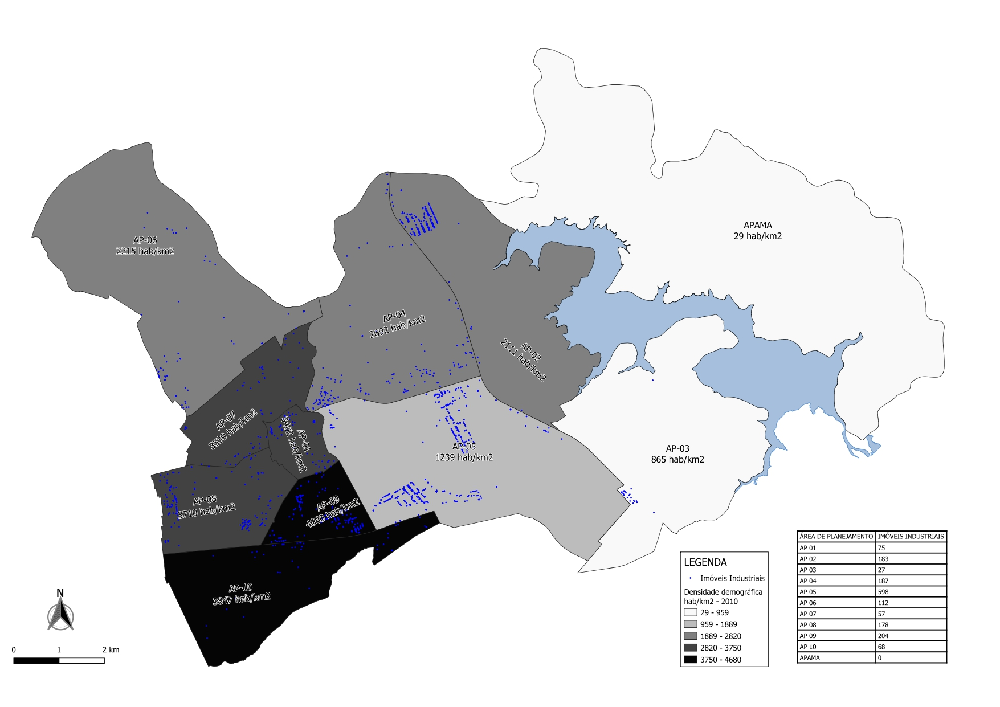 APAMA
29 hab/km2
AP-06
2215 hab/km2
AP-04
2692 hab/km2
AP-02
2111 hab/km2
AP-07
3539 hab/km2
AP-01
3402 hab/km2
AP-05
1239 hab/km2
AP-03
865 hab/km2
AP-08
3710 hab/km2
AP-09
4680 hab/km2
AP-10
3847 hab/km2
N
0 1 2 km
LEGENDA
Imóveis Industriais
Densidade demográfica
hab/km2 - 2010
29 - 959
959 - 1889
1889 - 2820
2820 - 3750
3750 - 4680
ÁREA DE PLANEJAMENTO IMÓVEIS INDUSTRIAIS
AP 01 75
AP 02 183
AP 03 27
AP 04 187
AP 05 598
AP 06 112
AP 07 57
AP 08 178
AP 09 204
AP 10 68
APAMA 0